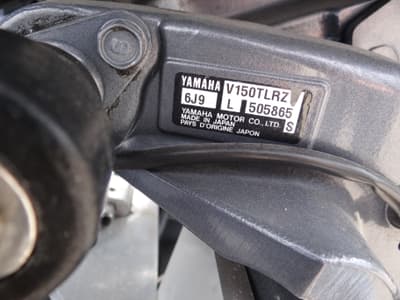 YAMAHA V150TLRZ
6J9 L 505865 S
YAMAHA MOTOR CO., LTD.
MADE IN JAPAN
PAYS D'ORIGINE JAPON